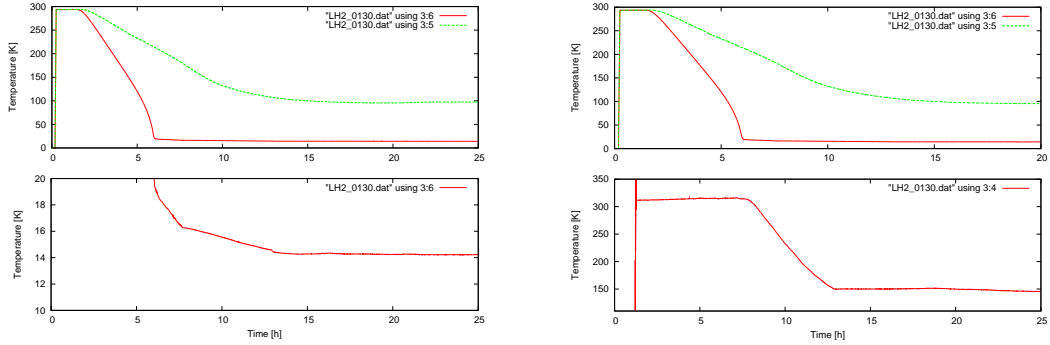 300
250
200
150
100
50
0
Temperature [K]
"LH2_0130.dat" using 3:6
"LH2_0130.dat" using 3:5
0 5 10 15 20 25
20
18
16
14
12
10
Temperature [K]
"LH2_0130.dat" using 3:6
0 5 10 15 20 25
Time [h]
300
250
200
150
100
50
0
Temperature [K]
"LH2_0130.dat" using 3:6
"LH2_0130.dat" using 3:5
0 5 10 15 20
350
300
250
200
150
Temperature [K]
"LH2_0130.dat" using 3:4
0 5 10 15 20 25
Time [h]